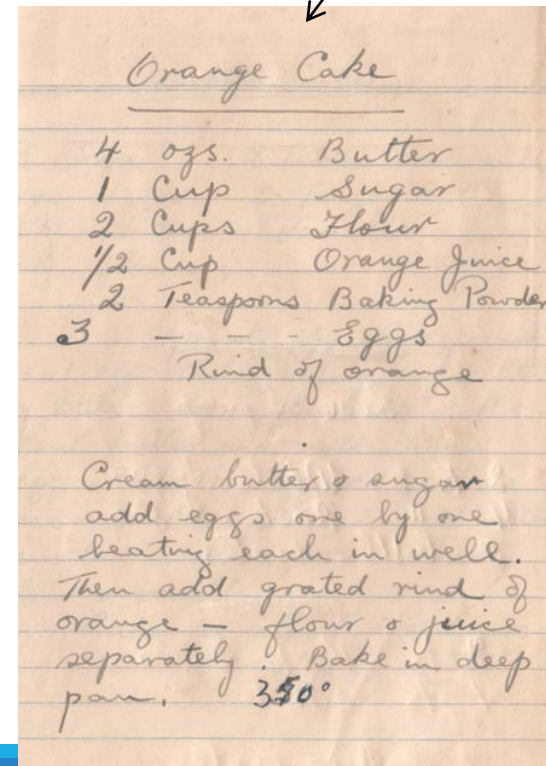 Orange Cake
4 ozs. Butter
1 Cup Sugar
2 Cups Flour
1/2 Cup Orange Juice
2 Teaspoons Baking Powder
3 - - - Eggs
Rind of orange
Cream butter & sugar
add eggs one by one
beating each in well.
Then add grated rind of
orange - flour & juice
separately. Bake in deep
pan. 350°